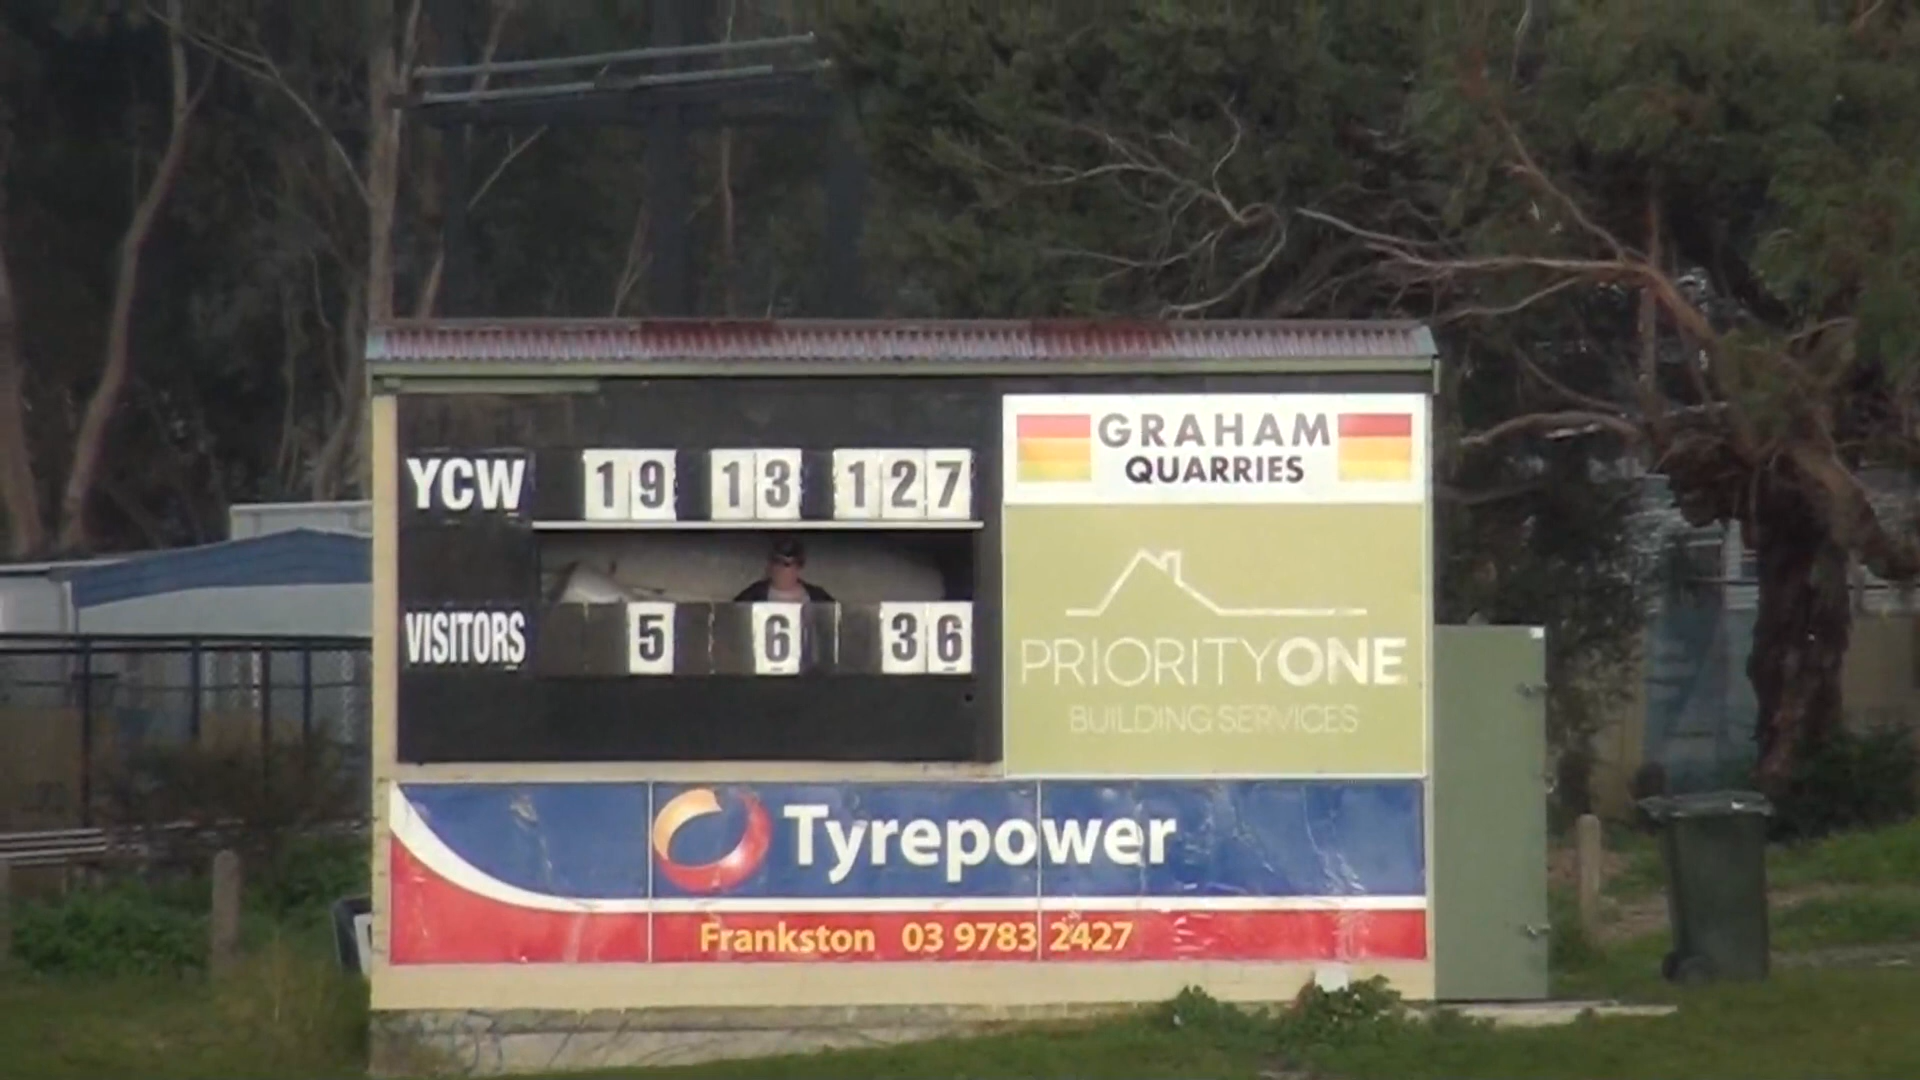 YCW 19 13 127
VISITORS 5 6 36
GRAHAM
QUARRIES
PRIORITYONE
BUILDING SERVICES
Tyrepower
Frankston 03 9783 2427